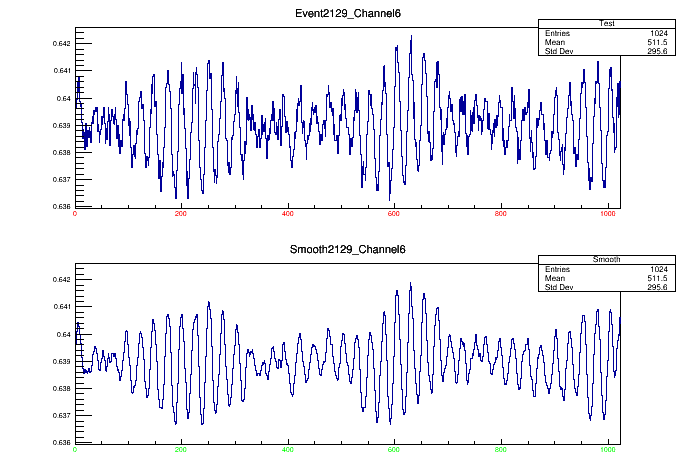 Event2129_Channel6
Test
Entries 1024
Mean 511.5
Std Dev 295.6
0.642
0.641
0.64
0.639
0.638
0.637
0.636
0 200 400 600 800 1000
Smooth2129_Channel6
Smooth
Entries 1024
Mean 511.5
Std Dev 295.6
0.642
0.641
0.64
0.639
0.638
0.637
0.636
0 200 400 600 800 1000